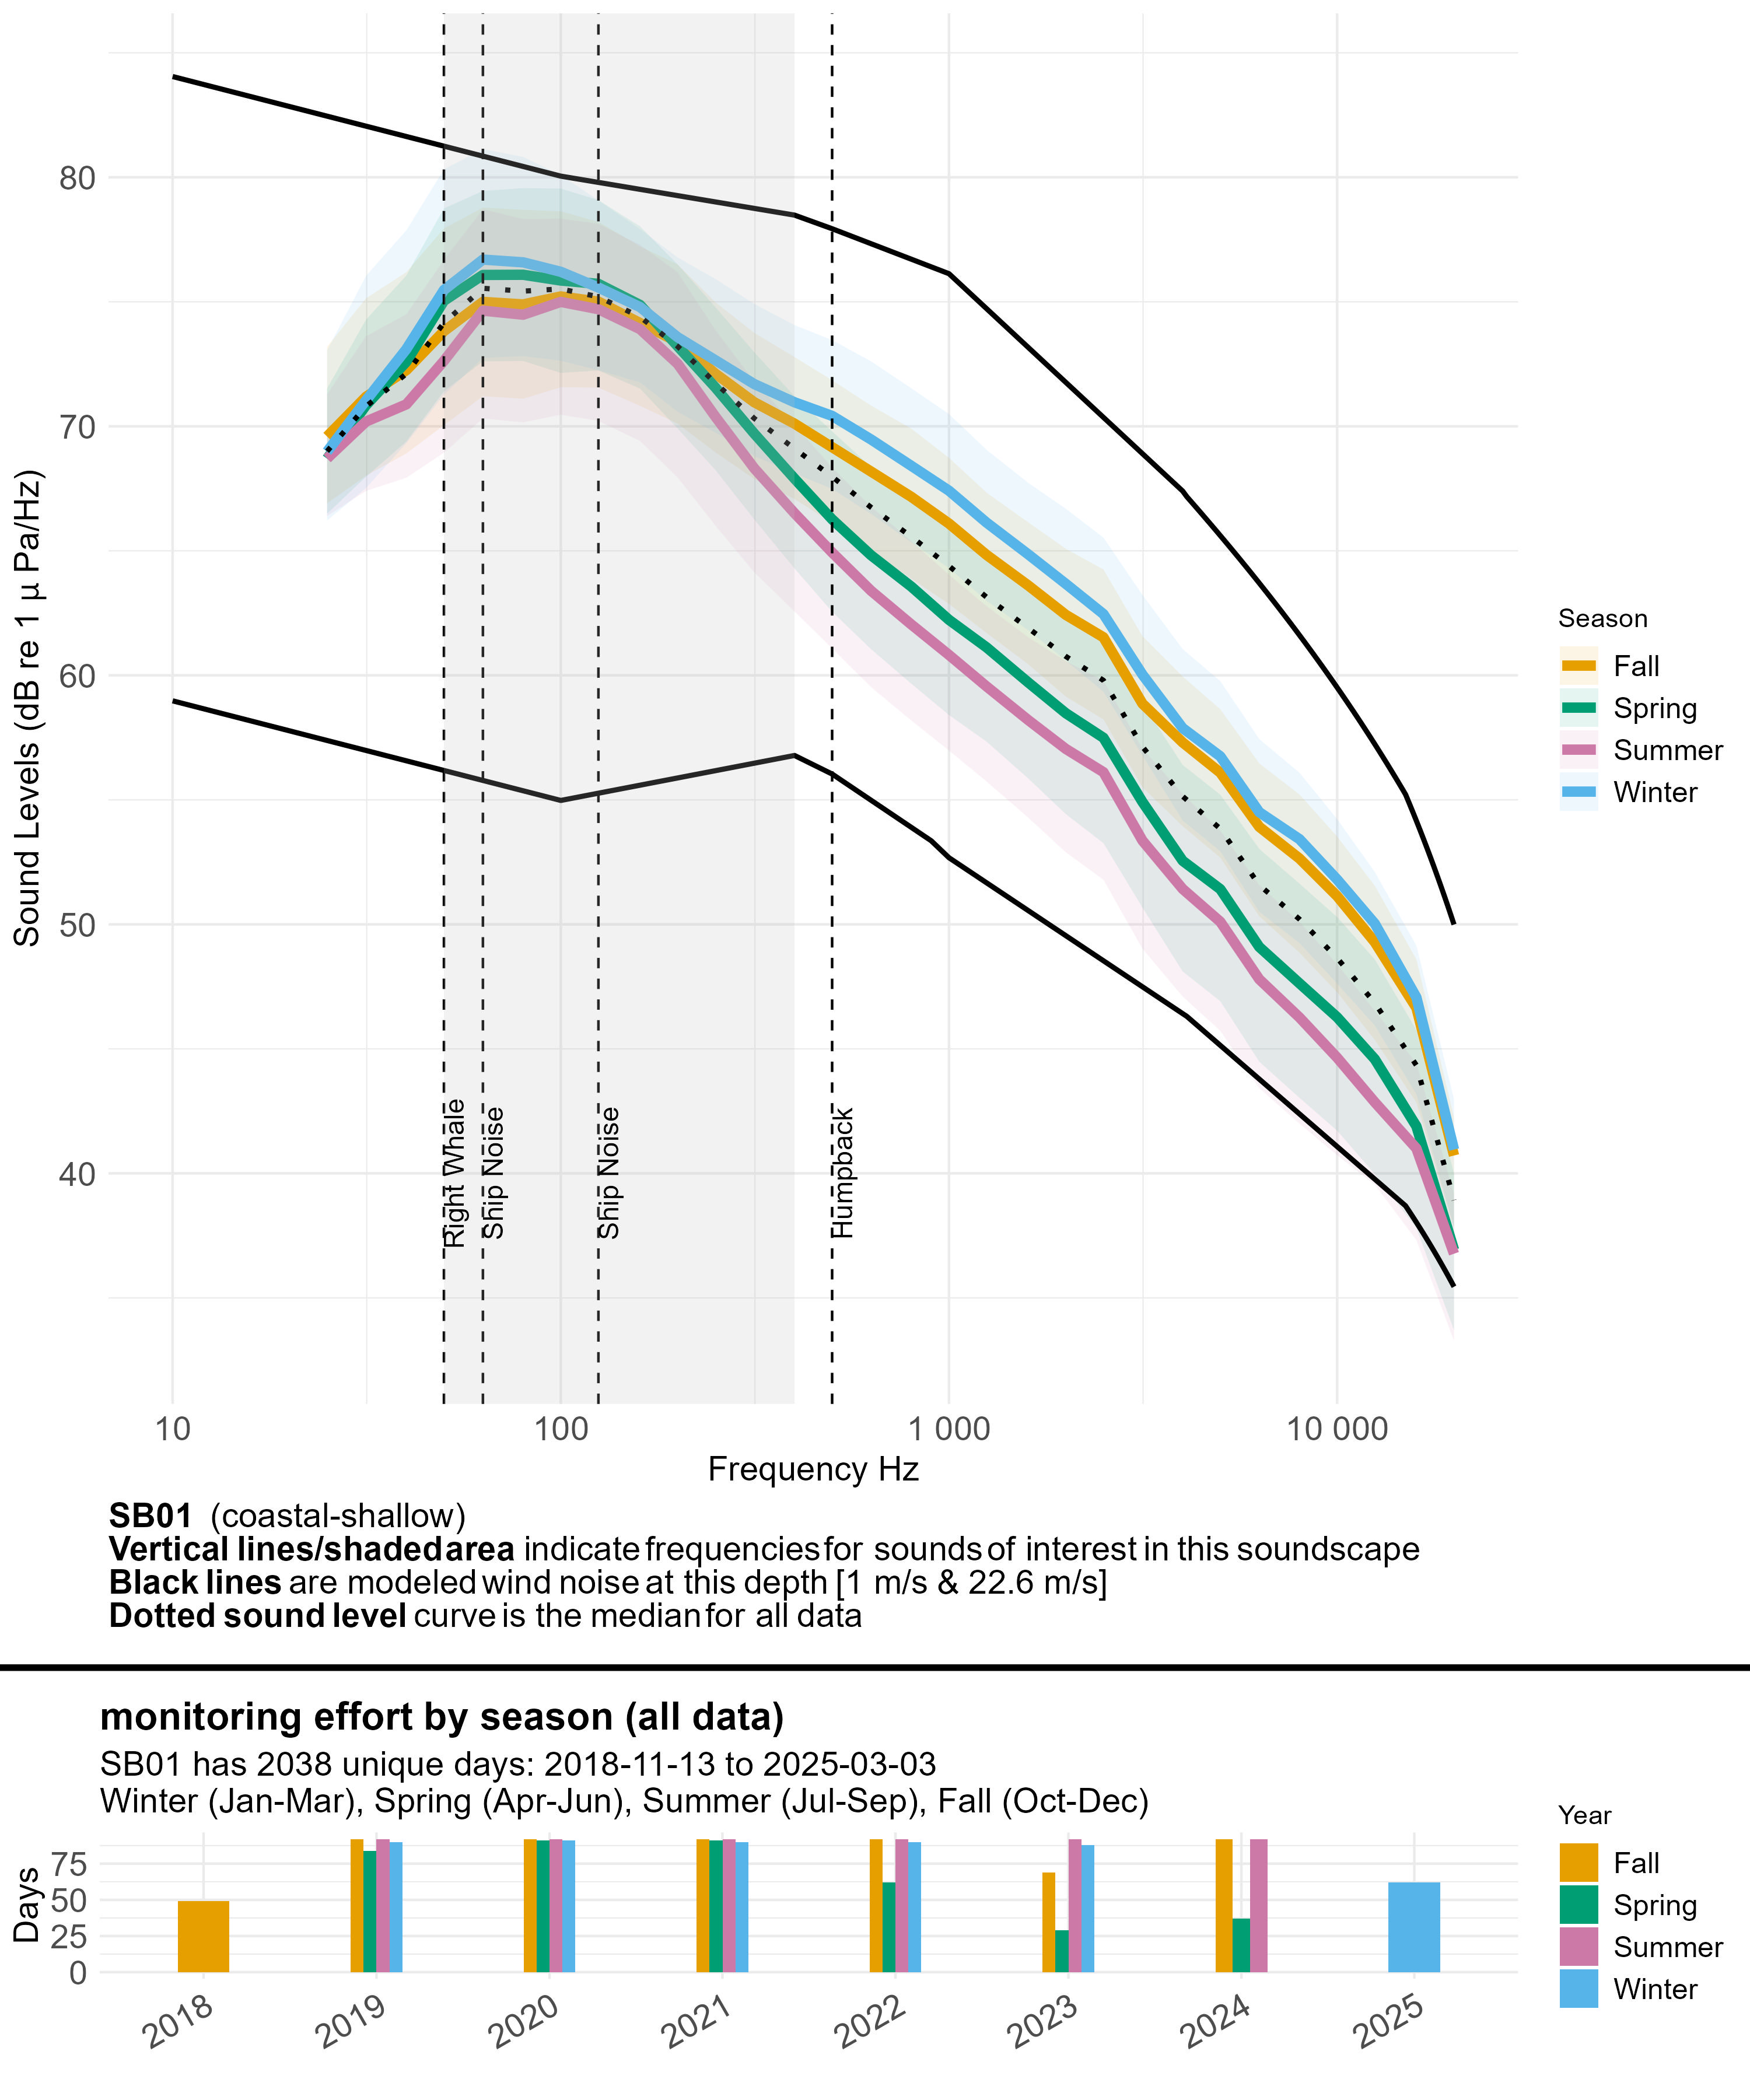 80
70
60
50
40
Sound Levels (dB re 1 µ Pa/Hz)
Right Whale
Ship Noise
Ship Noise
Humpback
10
100
1 000
10 000
Frequency Hz
Season
Fall
Spring
Summer
Winter
SB01 (coastal-shallow)
Vertical lines/shaded area indicate frequencies for sounds of interest in this soundscape
Black lines are modeled wind noise at this depth [1 m/s & 22.6 m/s]
Dotted sound level curve is the median for all data
monitoring effort by season (all data)
SB01 has 2038 unique days: 2018-11-13 to 2025-03-03
Winter (Jan-Mar), Spring (Apr-Jun), Summer (Jul-Sep), Fall (Oct-Dec)
Days
75
50
25
0
2018
2019
2020
2021
2022
2023
2024
2025
Year
Fall
Spring
Summer
Winter